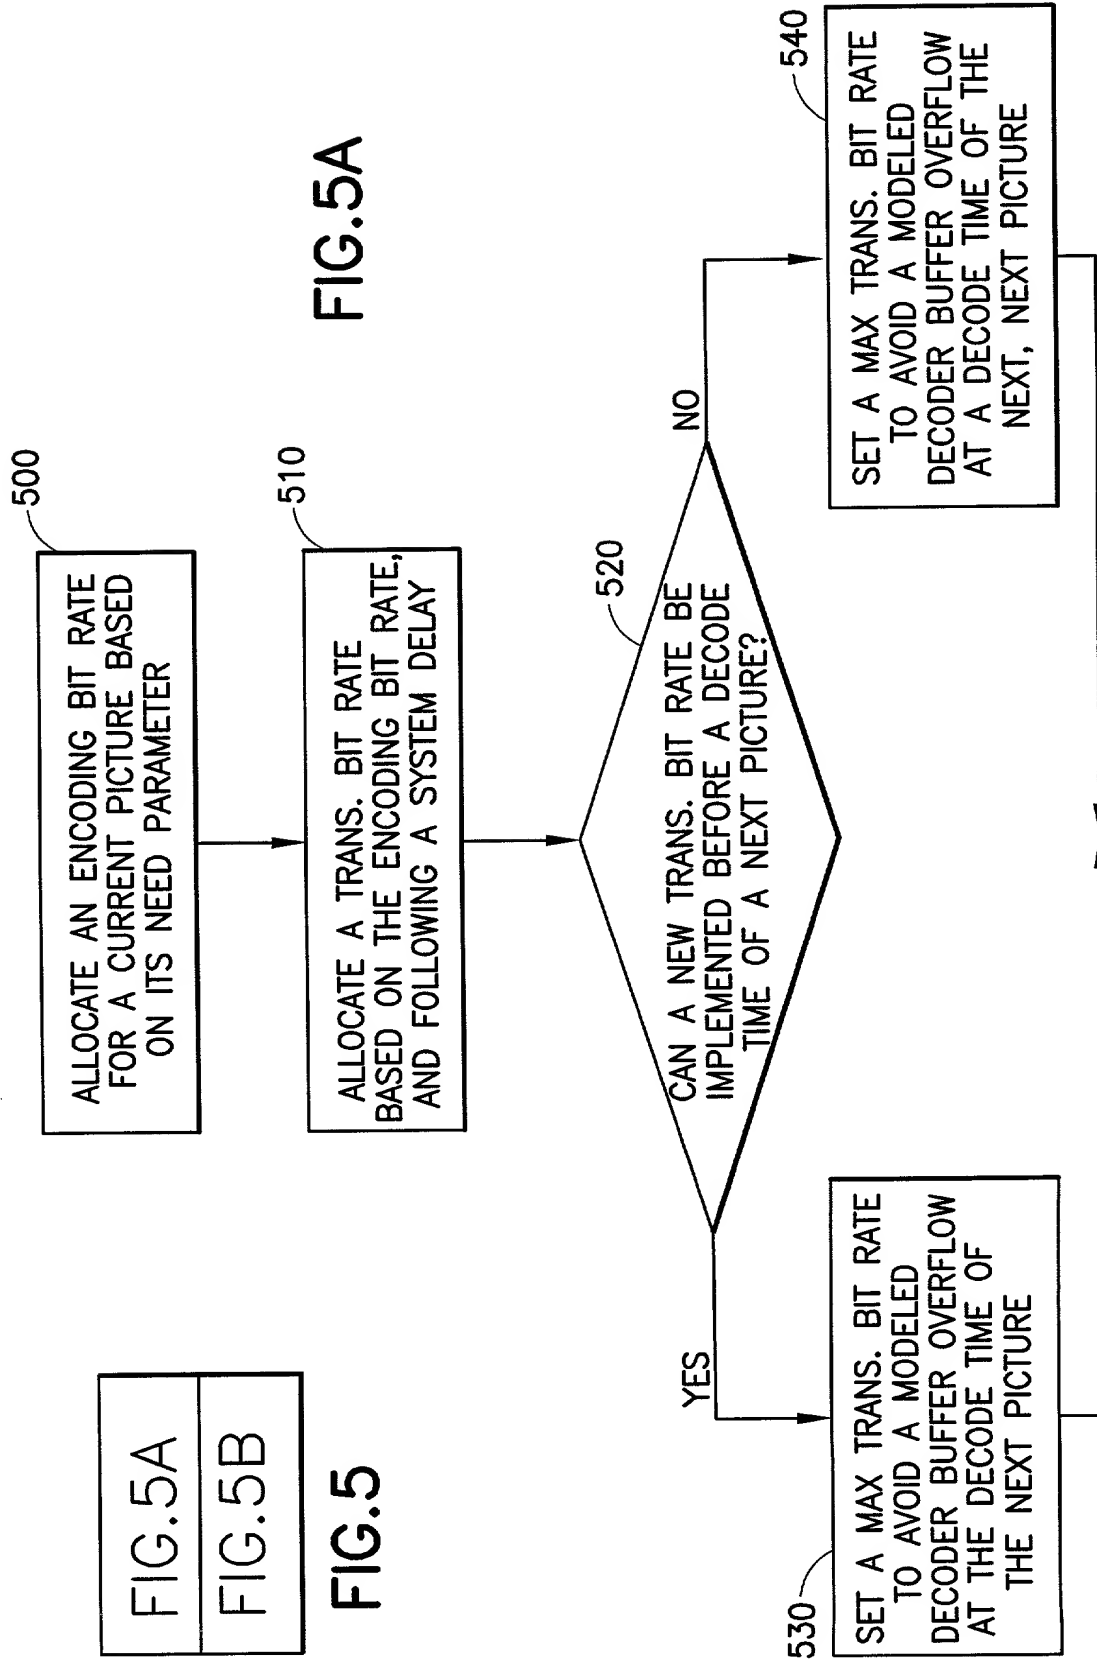 FIG.5A
FIG.5B
FIG.5
FIG.5A
500
ALLOCATE AN ENCODING BIT RATE
FOR A CURRENT PICTURE BASED
ON ITS NEED PARAMETER
510
ALLOCATE A TRANS. BIT RATE
BASED ON THE ENCODING BIT RATE,
AND FOLLOWING A SYSTEM DELAY
520
CAN A NEW TRANS. BIT RATE BE
IMPLEMENTED BEFORE A DECODE
TIME OF A NEXT PICTURE?
YES
NO
530
SET A MAX TRANS. BIT RATE
TO AVOID A MODELED
DECODER BUFFER OVERFLOW
AT THE DECODE TIME OF
THE NEXT PICTURE
540
SET A MAX TRANS. BIT RATE
TO AVOID A MODELED
DECODER BUFFER OVERFLOW
AT A DECODE TIME OF THE
NEXT, NEXT PICTURE